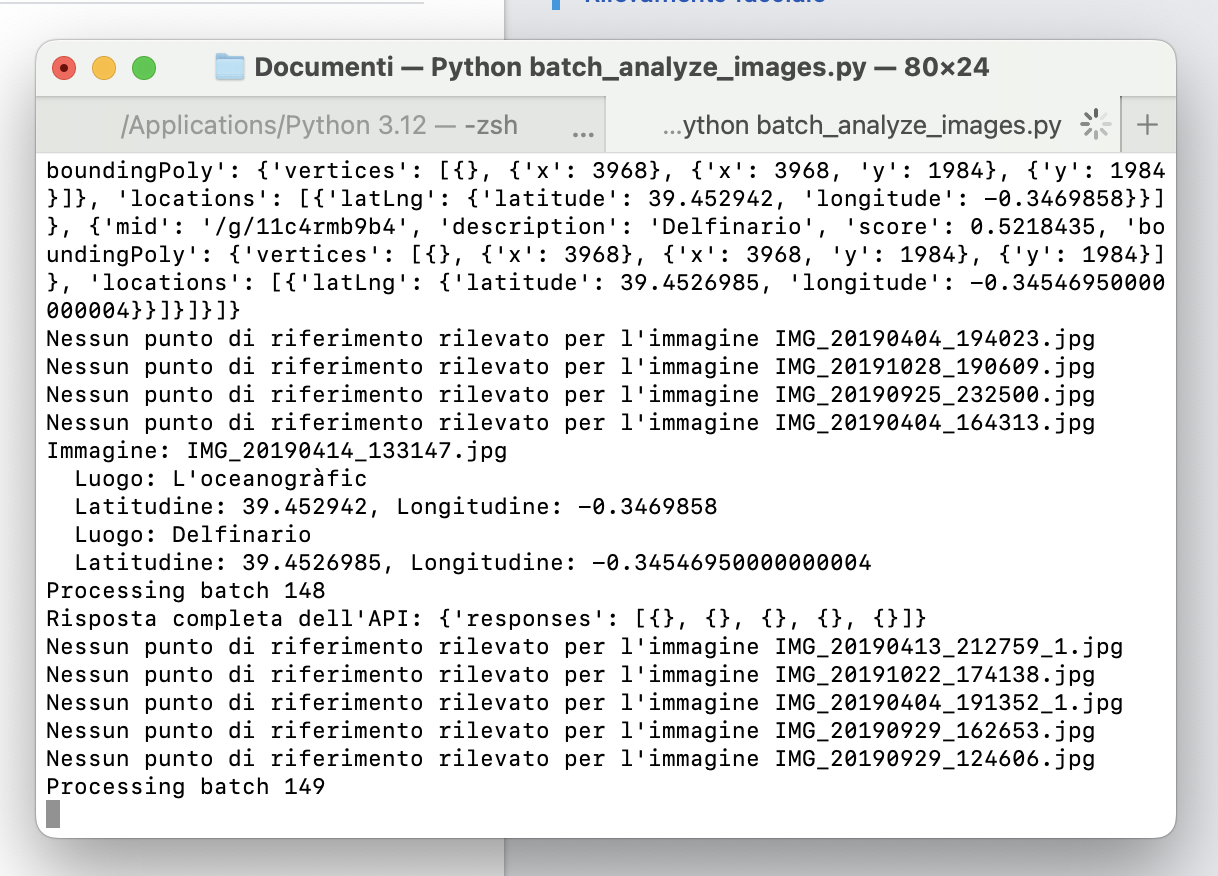 Rilevamento facciale
Documenti — Python batch_analyze_images.py — 80×24
/Applications/Python 3.12 — -zsh ...
...ython batch_analyze_images.py +
boundingPoly': {'vertices': [{}, {'x': 3968}, {'x': 3968, 'y': 1984}, {'y': 1984
}]}, 'locations': [{'latLng': {'latitude': 39.452942, 'longitude': -0.3469858}}]
}, {'mid': '/g/11c4rmb9b4', 'description': 'Delfinario', 'score': 0.5218435, 'bo
undingPoly': {'vertices': [{}, {'x': 3968}, {'x': 3968, 'y': 1984}, {'y': 1984}]
}, 'locations': [{'latLng': {'latitude': 39.4526985, 'longitude': -0.34546950000
000004}}]}]}]}
Nessun punto di riferimento rilevato per l'immagine IMG_20190404_194023.jpg
Nessun punto di riferimento rilevato per l'immagine IMG_20191028_190609.jpg
Nessun punto di riferimento rilevato per l'immagine IMG_20190925_232500.jpg
Nessun punto di riferimento rilevato per l'immagine IMG_20190404_164313.jpg
Immagine: IMG_20190414_133147.jpg
  Luogo: L'oceanogràfic
  Latitudine: 39.452942, Longitudine: -0.3469858
  Luogo: Delfinario
  Latitudine: 39.4526985, Longitudine: -0.34546950000000004
Processing batch 148
Risposta completa dell'API: {'responses': [{}, {}, {}, {}, {}]}
Nessun punto di riferimento rilevato per l'immagine IMG_20190413_212759_1.jpg
Nessun punto di riferimento rilevato per l'immagine IMG_20191022_174138.jpg
Nessun punto di riferimento rilevato per l'immagine IMG_20190404_191352_1.jpg
Nessun punto di riferimento rilevato per l'immagine IMG_20190929_162653.jpg
Nessun punto di riferimento rilevato per l'immagine IMG_20190929_124606.jpg
Processing batch 149